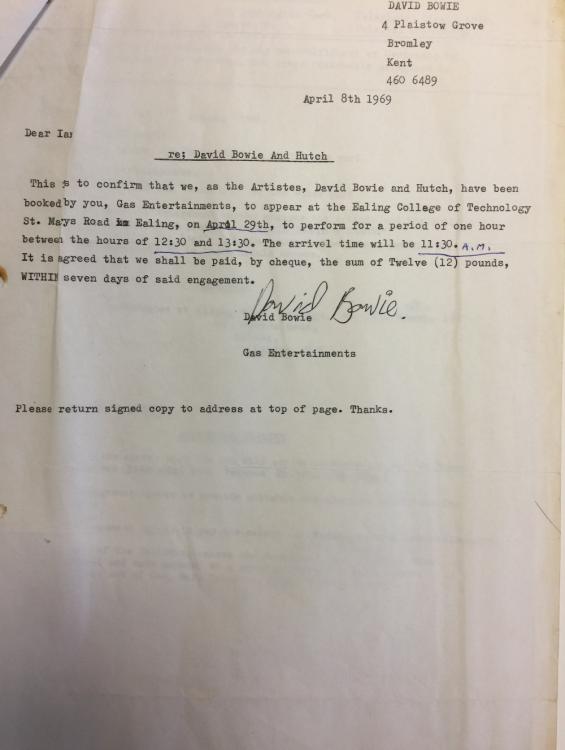 DAVID BOWIE
4 Plaistow Grove
Bromley
Kent
460 6489
April 8th 1969
Dear Ian
re; David Bowie And Hutch
This is to confirm that we, as the Artistes, David Bowie and Hutch, have been
booked by you, Gas Entertainments, to appear at the Ealing College of Technology
St. Marys Road Ealing, on April 29th, to perform for a period of one hour
between the hours of 12:30 and 13:30. The arrivel time will be 11:30. A.M.
It is agreed that we shall be paid, by cheque, the sum of Twelve (12) pounds,
WITHIN seven days of said engagement.
David Bowie.
David Bowie
Gas Entertainments
Please return signed copy to address at top of page. Thanks.